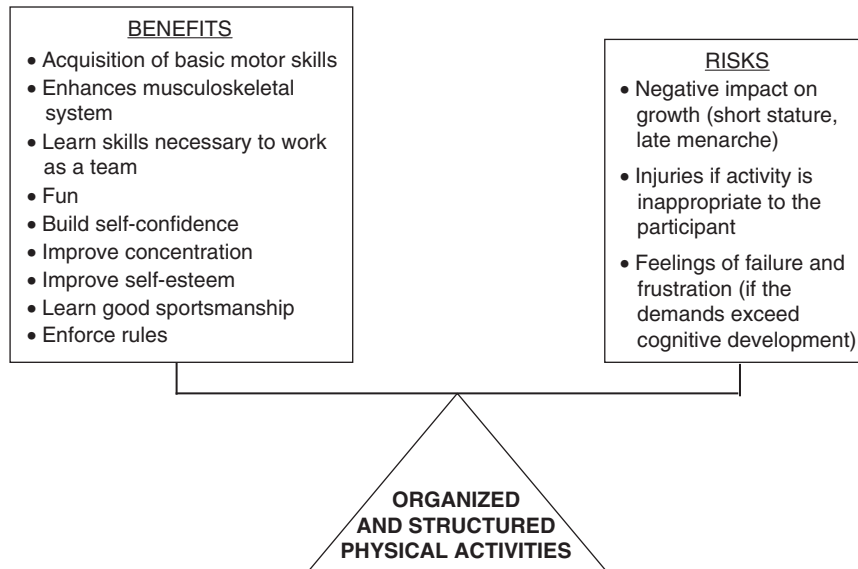 BENEFITS
• Acquisition of basic motor skills
• Enhances musculoskeletal
system
• Learn skills necessary to work
as a team
• Fun
• Build self-confidence
• Improve concentration
• Improve self-esteem
• Learn good sportsmanship
• Enforce rules
RISKS
• Negative impact on
growth (short stature,
late menarche)
• Injuries if activity is
inappropriate to the
participant
• Feelings of failure and
frustration (if the
demands exceed
cognitive development)
ORGANIZED
AND STRUCTURED
PHYSICAL ACTIVITIES